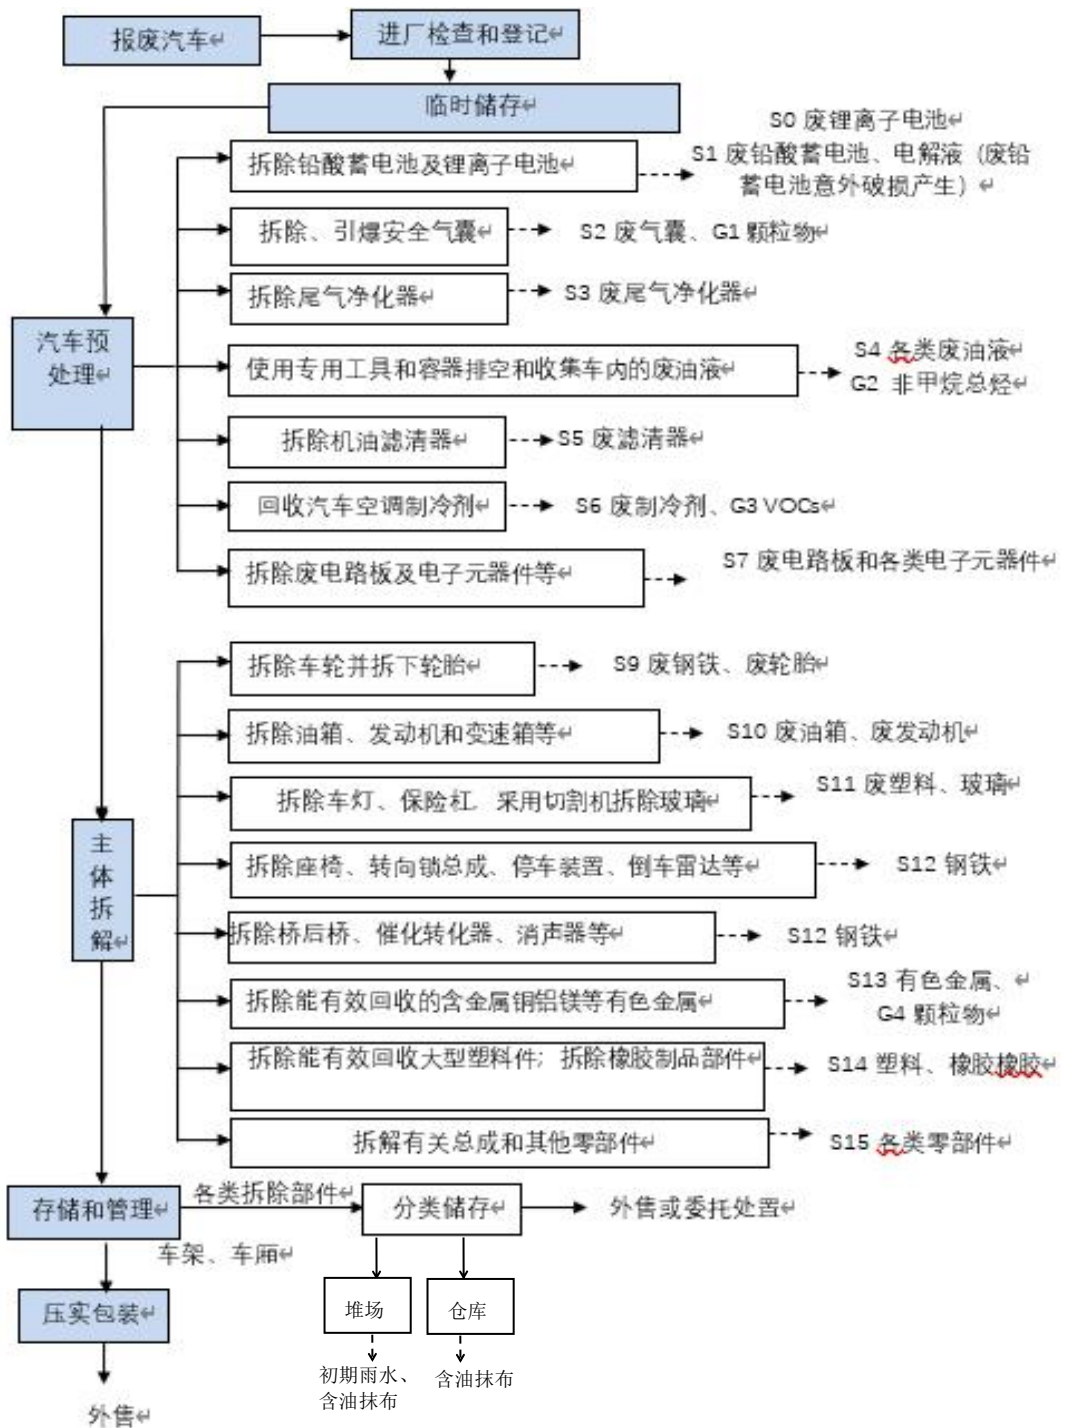 报废汽车
进厂检查和登记
临时储存
S0 废锂离子电池
拆除铅酸蓄电池及锂离子电池
S1 废铅酸蓄电池、电解液（废铅
蓄电池意外破损产生）
拆除、引爆安全气囊
S2 废气囊、G1 颗粒物
拆除尾气净化器
S3 废尾气净化器
汽车预
处理
使用专用工具和容器排空和收集车内的废油液
S4 各类废油液
G2 非甲烷总烃
拆除机油滤清器
S5 废滤清器
回收汽车空调制冷剂
S6 废制冷剂、G3 VOCs
拆除废电路板及电子元器件等
S7 废电路板和各类电子元器件
拆除车轮并拆下轮胎
S9 废钢铁、废轮胎
拆除油箱、发动机和变速箱等
S10 废油箱、废发动机
拆除车灯、保险杠 采用切割机拆除玻璃
S11 废塑料、玻璃
主
体
拆
解
拆除座椅、转向锁总成、停车装置、倒车雷达等
S12 钢铁
拆除桥后桥、催化转化器、消声器等
S12 钢铁
拆除能有效回收的含金属铜铝镁等有色金属
S13 有色金属、
G4 颗粒物
拆除能有效回收大型塑料件；拆除橡胶制品部件
S14 塑料、橡胶橡胶
拆解有关总成和其他零部件
S15 各类零部件
存储和管理
各类拆除部件
分类储存
外售或委托处置
车架、车厢
压实包装
堆场
仓库
初期雨水、
含油抹布
含油抹布
外售